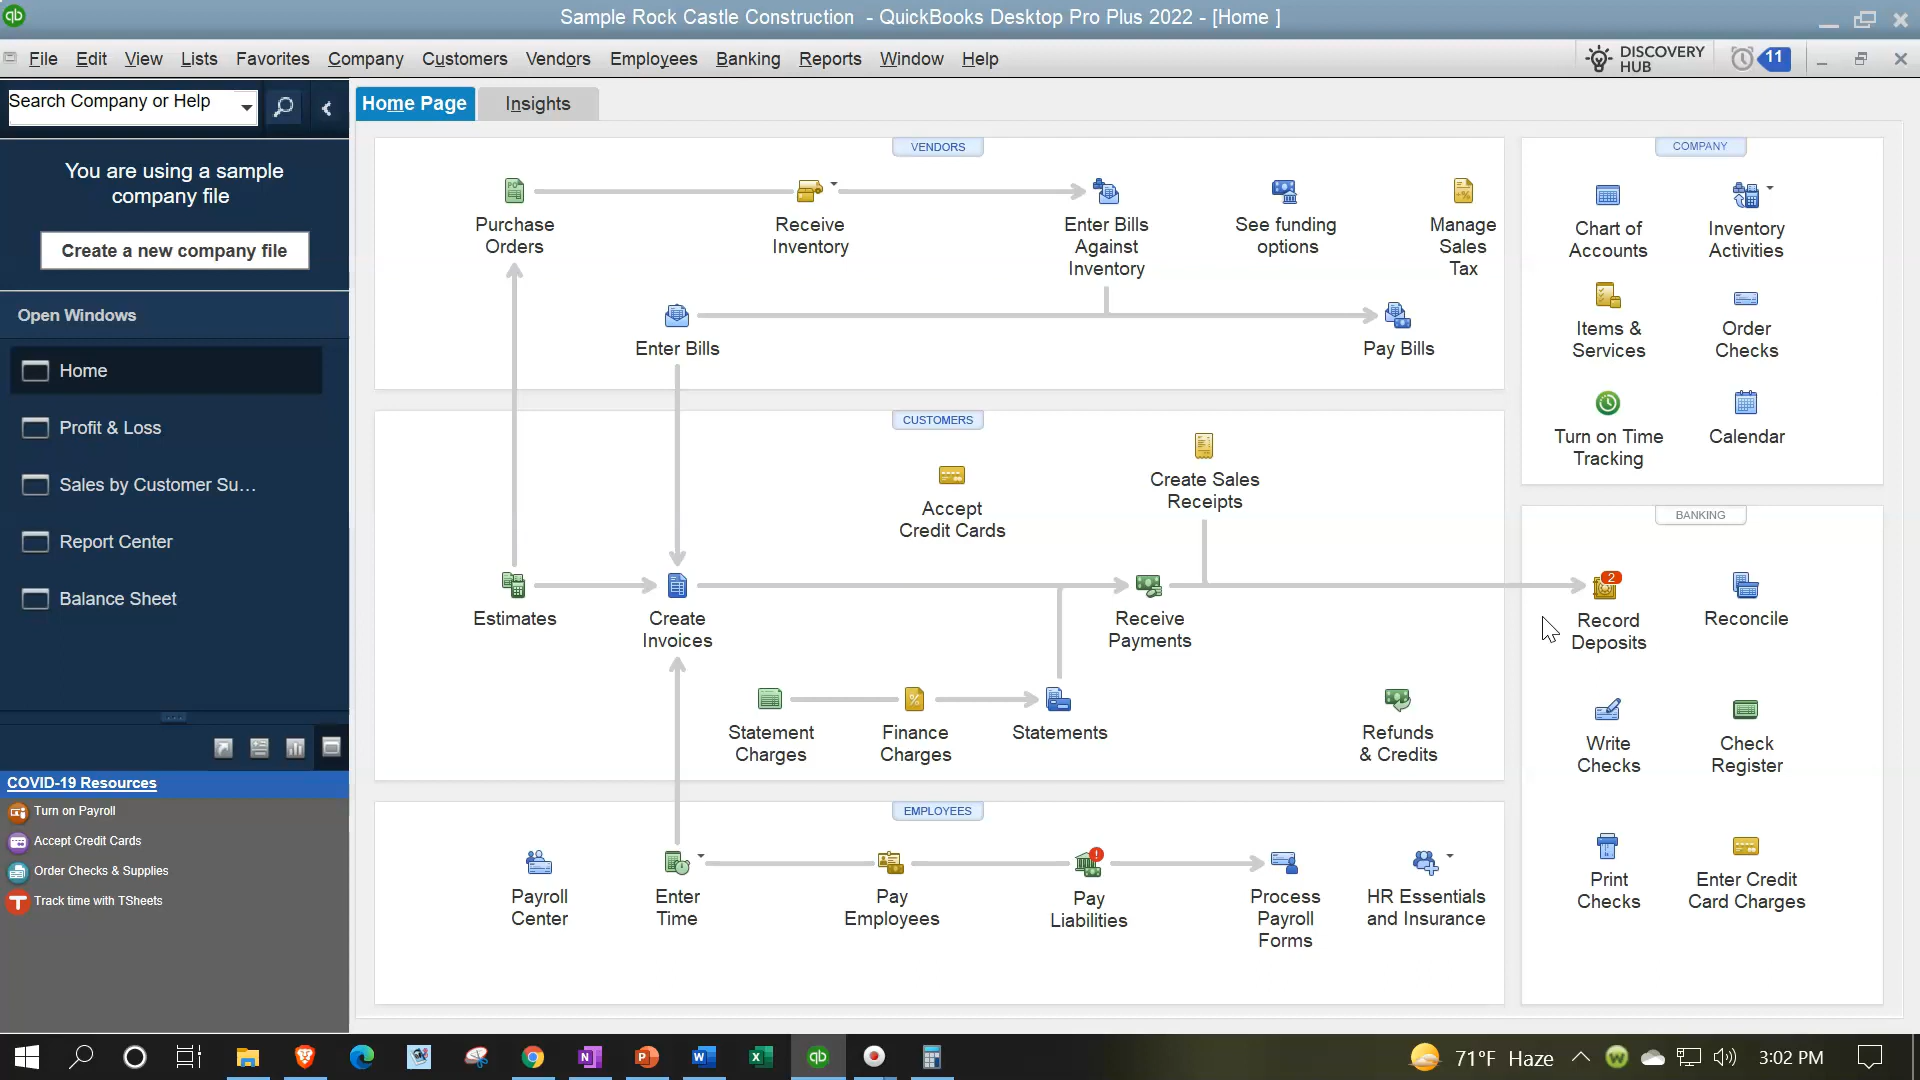 qb
Sample Rock Castle Construction  - QuickBooks Desktop Pro Plus 2022 - [Home ]
File Edit View Lists Favorites Company Customers Vendors Employees Banking Reports Window Help
DISCOVERY
HUB
11
Search Company or Help
Home Page
Insights
You are using a sample
company file
Create a new company file
Open Windows
Home
Profit & Loss
Sales by Customer Su...
Report Center
Balance Sheet
COVID-19 Resources
Turn on Payroll
Accept Credit Cards
Order Checks & Supplies
Track time with TSheets
VENDORS
Purchase
Orders
Receive
Inventory
Enter Bills
Against
Inventory
See funding
options
Manage
Sales
Tax
Enter Bills
Pay Bills
CUSTOMERS
Accept
Credit Cards
Create Sales
Receipts
Estimates
Create
Invoices
Receive
Payments
Statement
Charges
Finance
Charges
Statements
Refunds
& Credits
EMPLOYEES
Payroll
Center
Enter
Time
Pay
Employees
Pay
Liabilities
Process
Payroll
Forms
HR Essentials
and Insurance
COMPANY
Chart of
Accounts
Inventory
Activities
Items &
Services
Order
Checks
Turn on Time
Tracking
Calendar
BANKING
2
Record
Deposits
Reconcile
Write
Checks
Check
Register
Print
Checks
Enter Credit
Card Charges
71°F Haze
3:02 PM